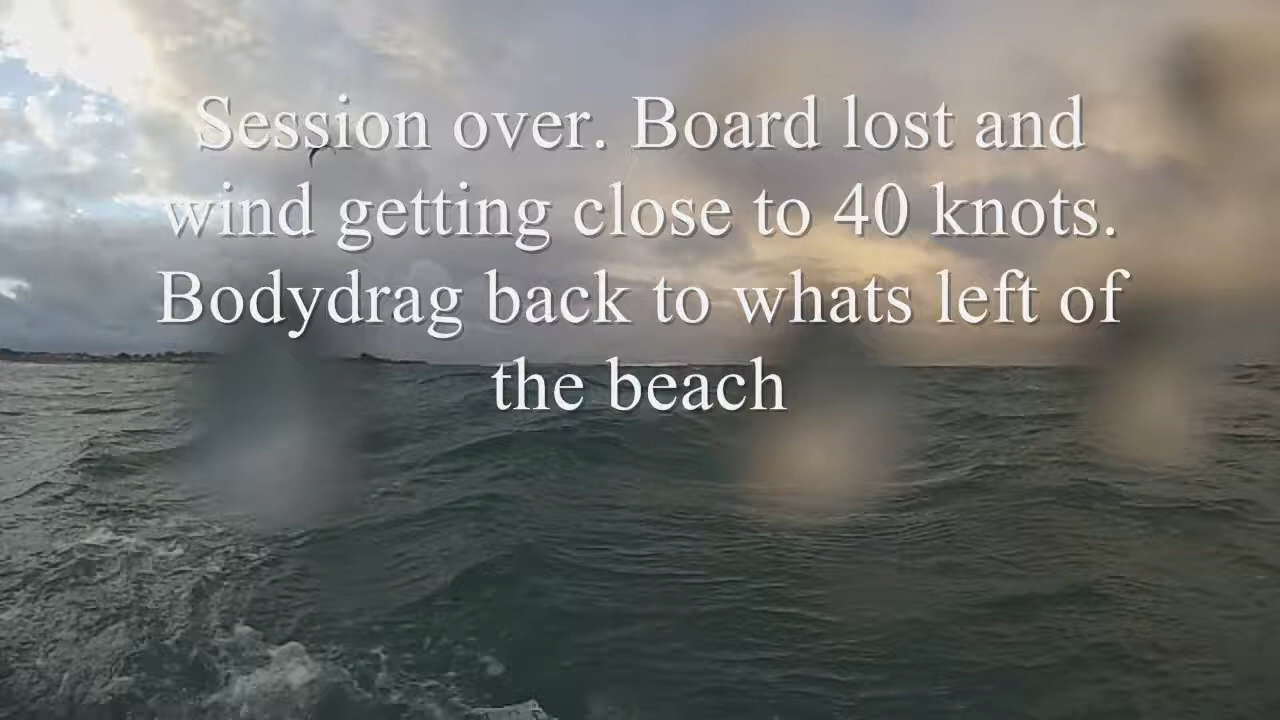 Session over. Board lost and
wind getting close to 40 knots.
Bodydrag back to whats left of
the beach